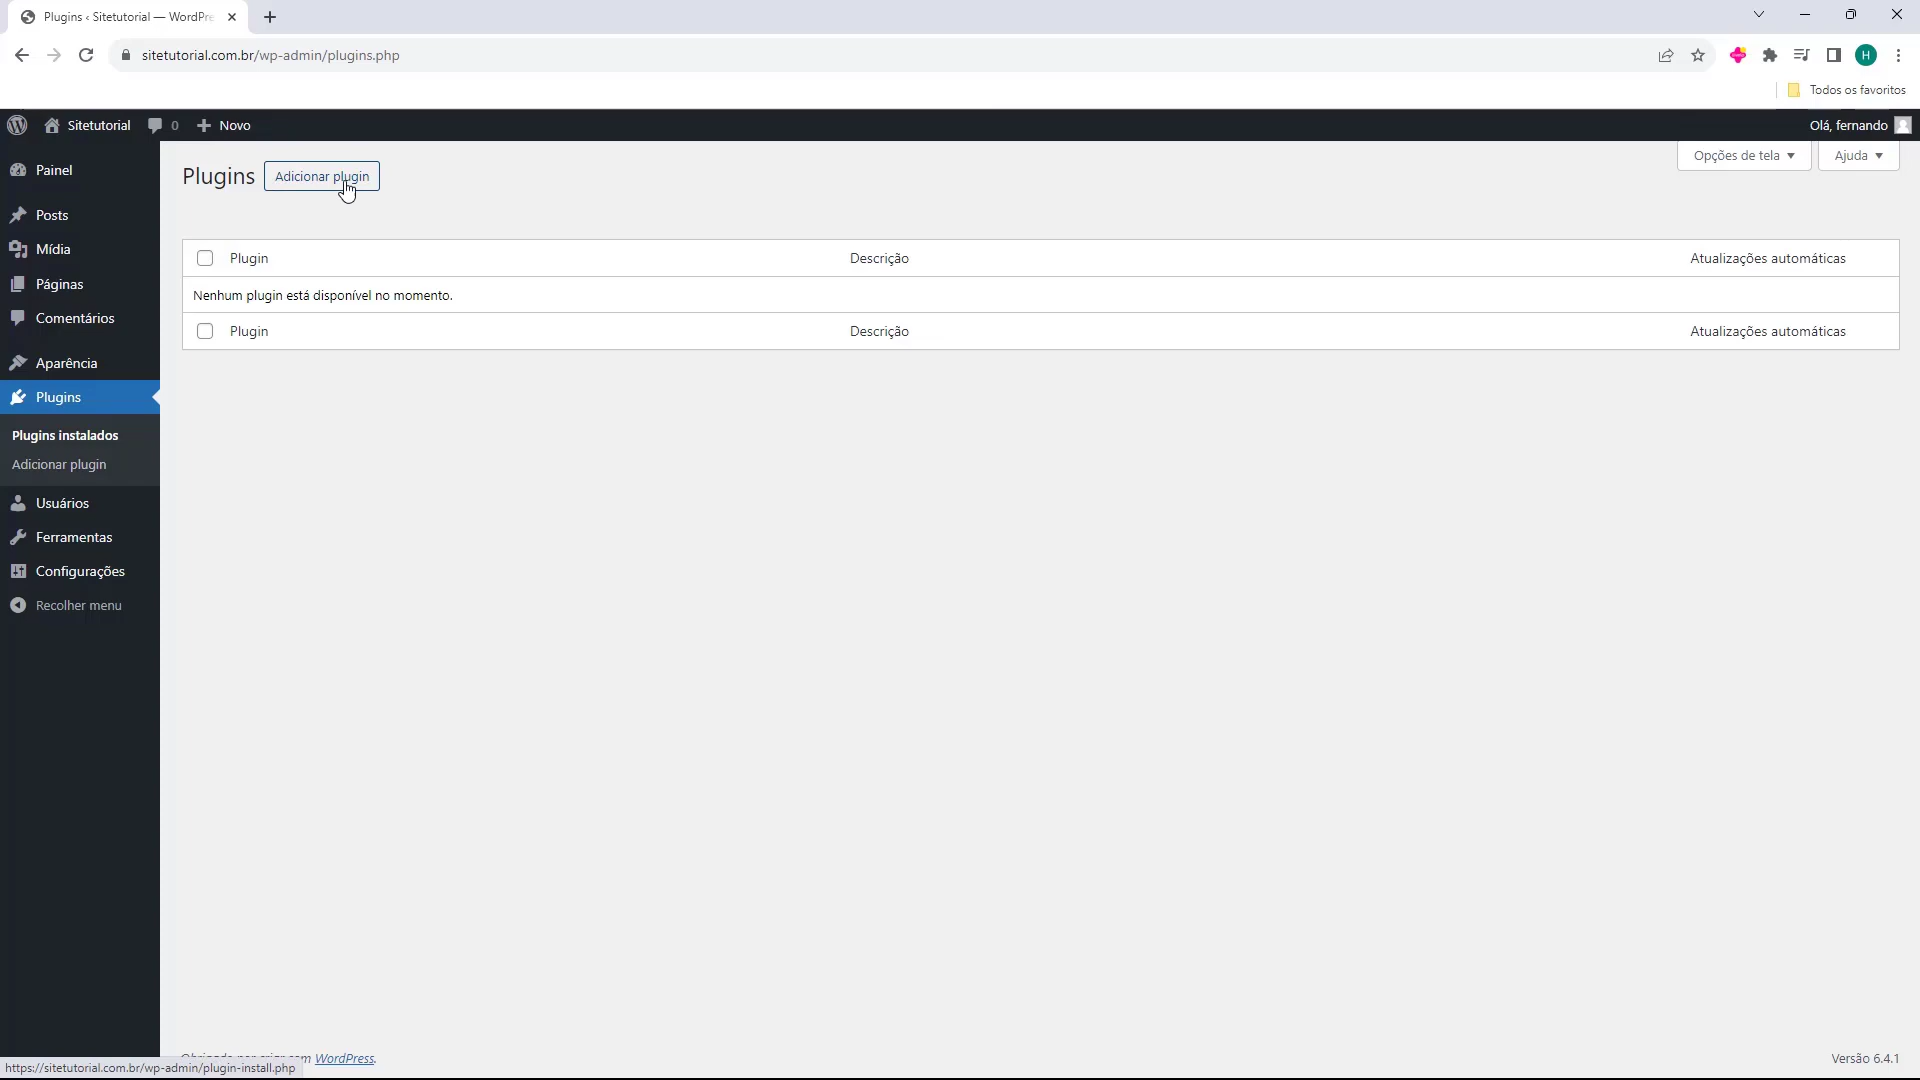 Plugins ‹ Sitetutorial — WordPre
sitetutorial.com.br/wp-admin/plugins.php
H
Todos os favoritos
Sitetutorial
0
Novo
Olá, fernando
Painel
Posts
Mídia
Páginas
Comentários
Aparência
Plugins
Plugins instalados
Adicionar plugin
Usuários
Ferramentas
Configurações
Recolher menu
Opções de tela
Ajuda
Plugins
Adicionar plugin
Plugin Descrição Atualizações automáticas
Nenhum plugin está disponível no momento.
Plugin Descrição Atualizações automáticas
WordPress.
Versão 6.4.1
https://sitetutorial.com.br/wp-admin/plugin-install.php